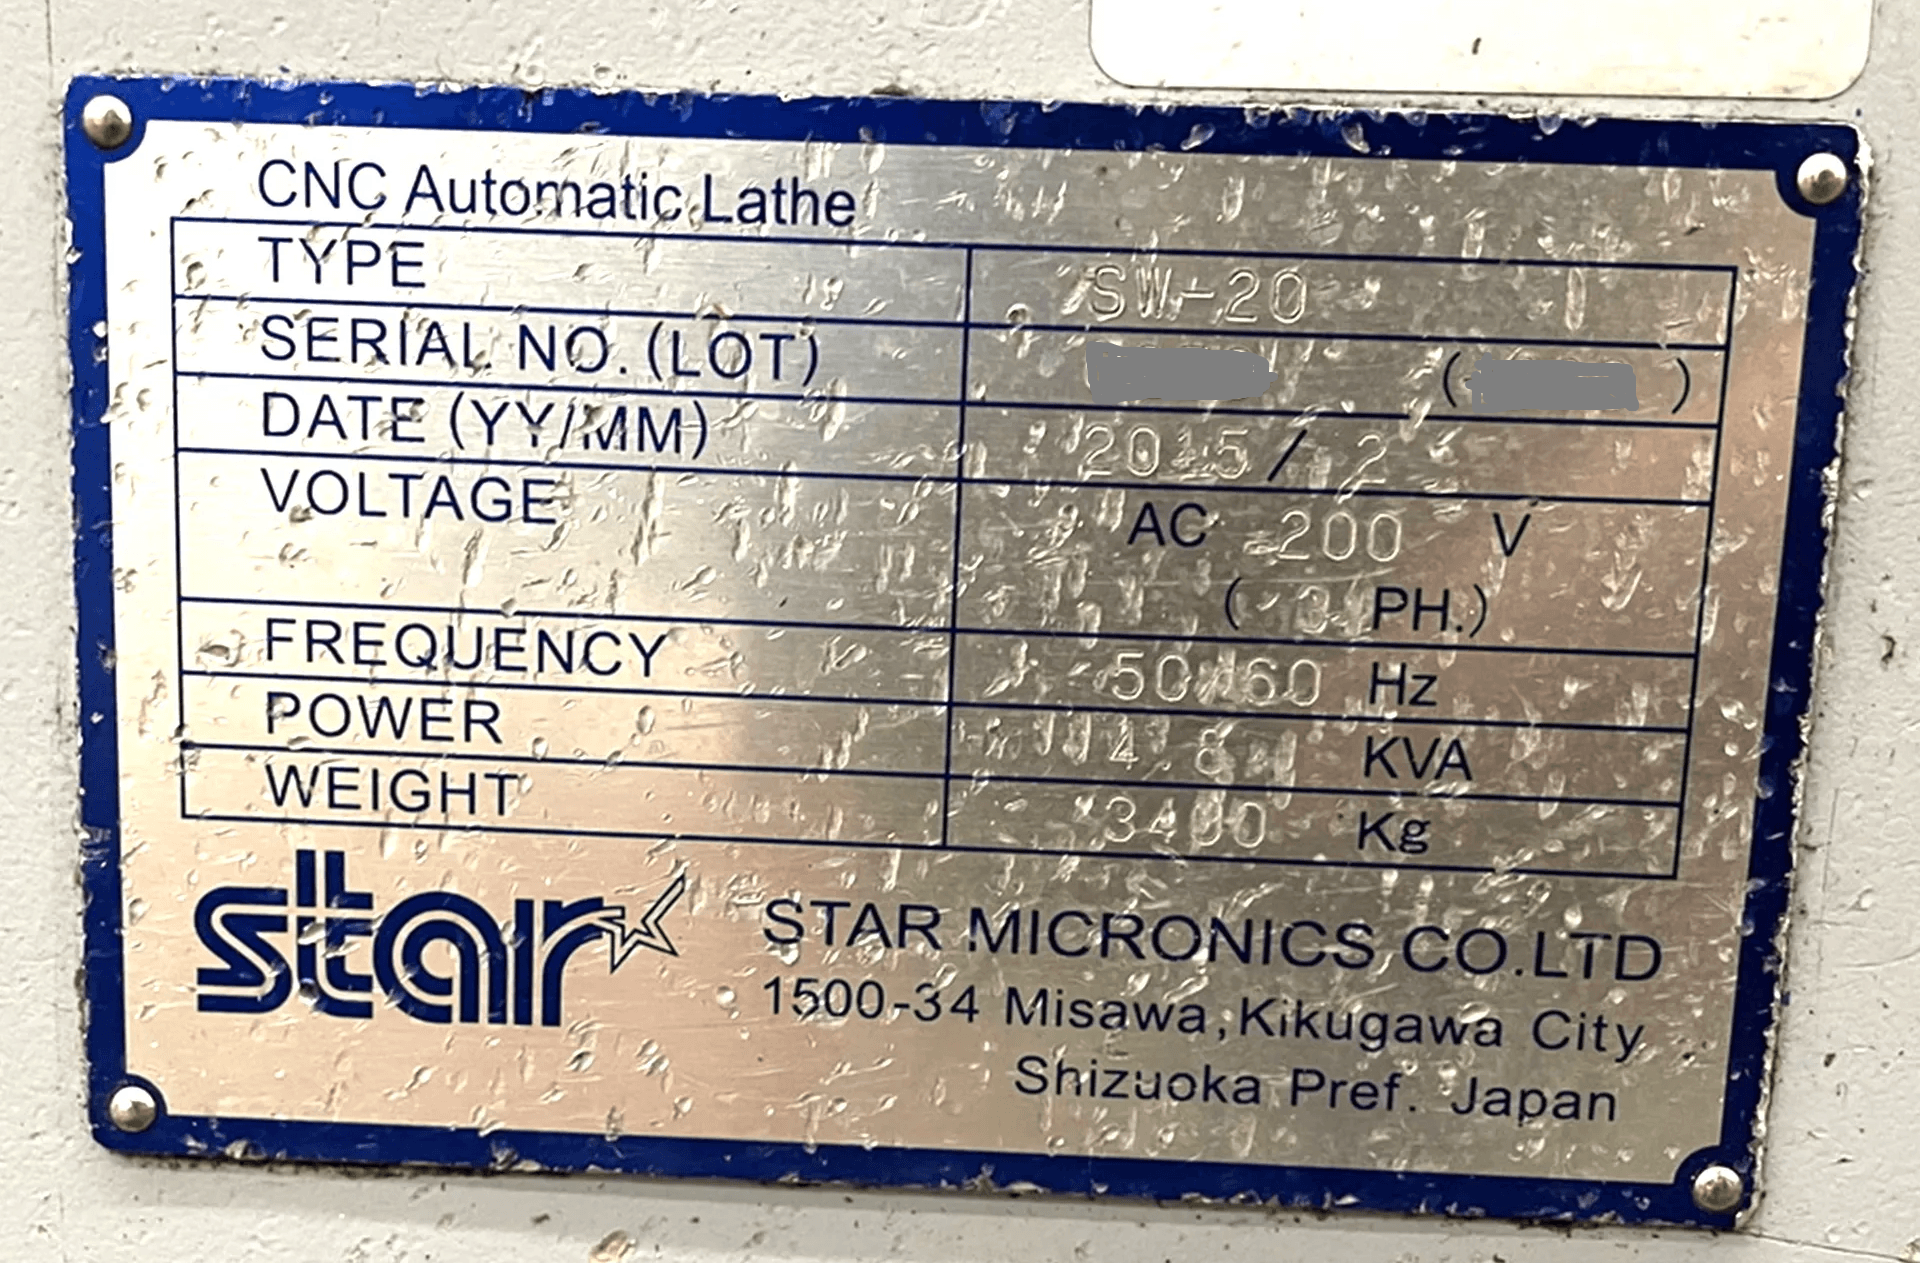 CNC Automatic Lathe
TYPE SW-20
SERIAL NO. (LOT) ( )
DATE (YY/MM) 2015/ 2
VOLTAGE AC 200 V
( 3 PH.)
FREQUENCY 50/60 Hz
POWER KVA
WEIGHT 3400 Kg
star STAR MICRONICS CO.LTD
1500-34 Misawa,Kikugawa City
Shizuoka Pref. Japan